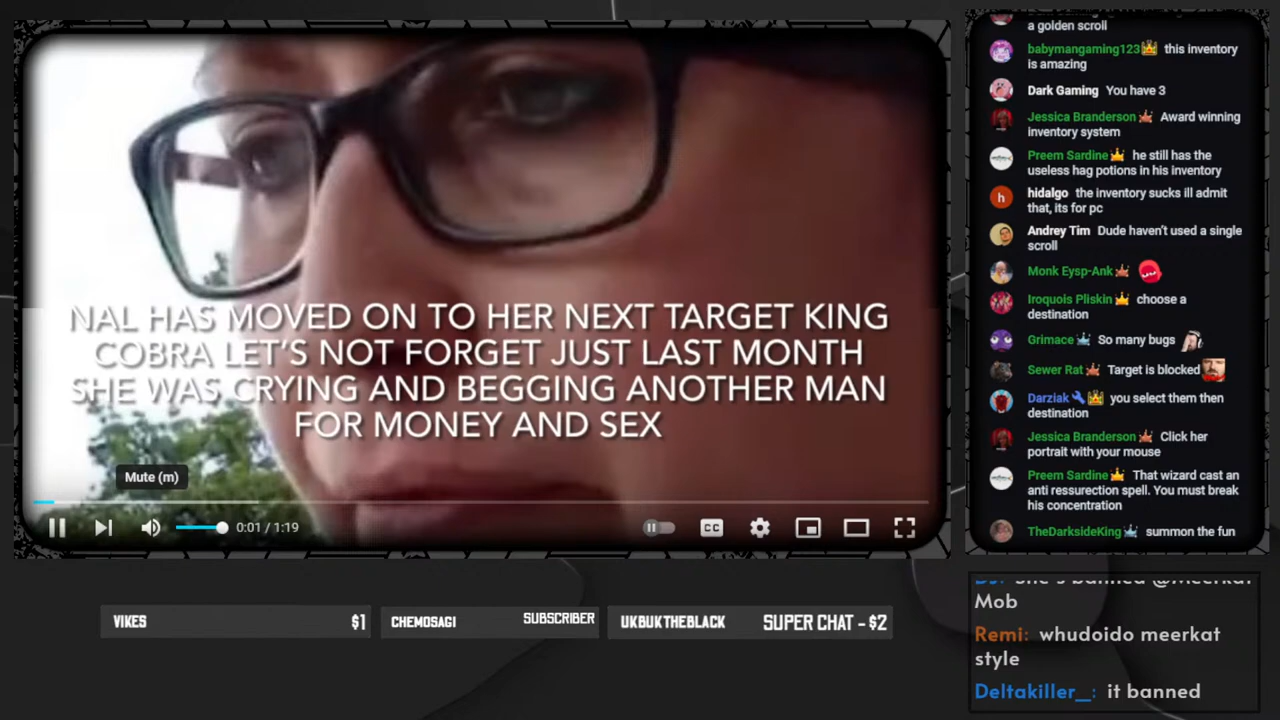 NAL HAS MOVED ON TO HER NEXT TARGET KING
COBRA LET'S NOT FORGET JUST LAST MONTH
SHE WAS CRYING AND BEGGING ANOTHER MAN
FOR MONEY AND SEX
Mute (m)
0:01 / 1:19
CC
VIKES $1
CHEMOSAGI SUBSCRIBER
UKBUKTHEBLACK SUPER CHAT - $2
a golden scroll
babymangaming123 this inventory
is amazing
Dark Gaming You have 3
Jessica Branderson Award winning
inventory system
Preem Sardine he still has the
useless hag potions in his inventory
h
hidalgo the inventory sucks ill admit
that, its for pc
Andrey Tim Dude haven't used a single
scroll
Monk Eysp-Ank
Iroquois Pliskin choose a
destination
Grimace So many bugs
Sewer Rat Target is blocked
Darziak you select them then
destination
Jessica Branderson Click her
portrait with your mouse
Preem Sardine That wizard cast an
anti ressurection spell. You must break
his concentration
TheDarksideKing summon the fun
She's banned @Meerkat
Mob
Remi: whudoido meerkat
style
Deltakiller_: it banned